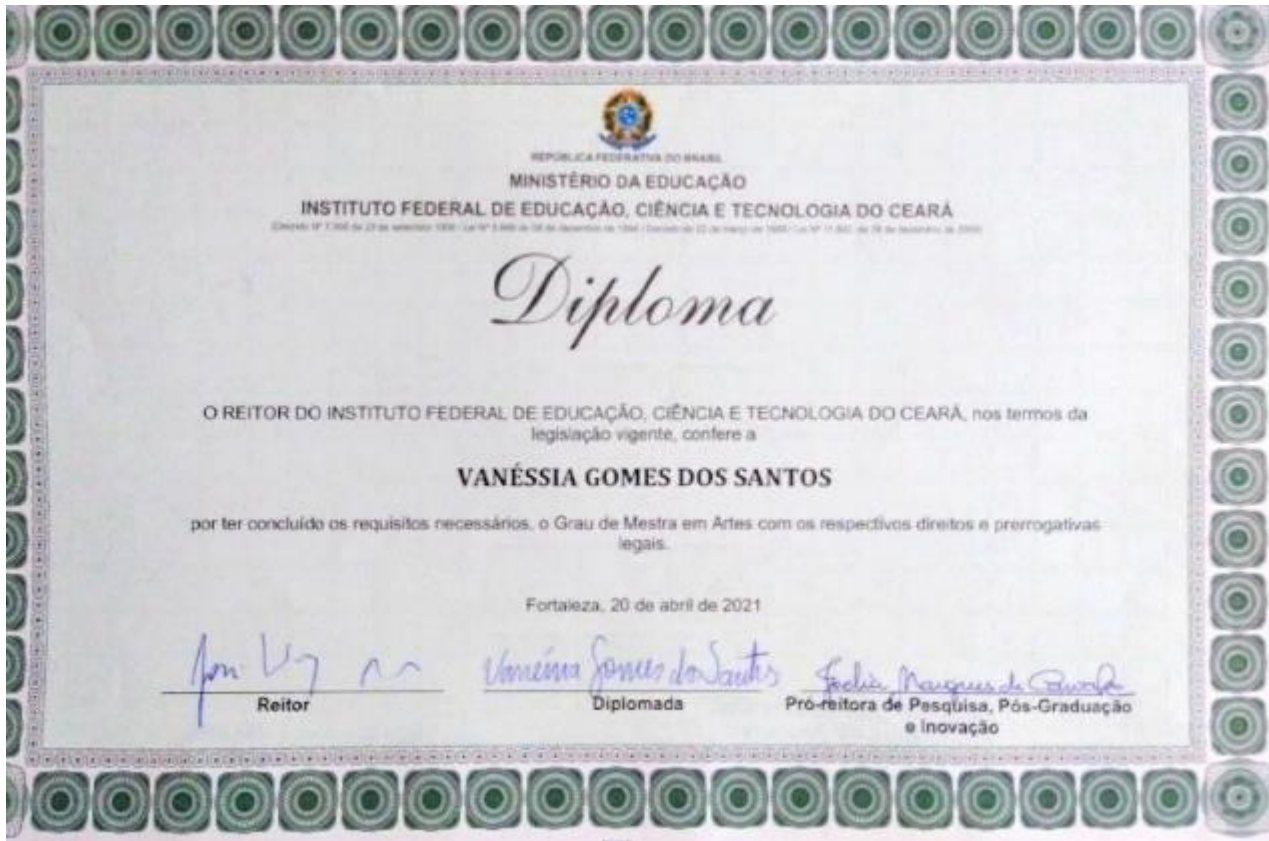 REPÚBLICA FEDERATIVA DO BRASIL
MINISTÉRIO DA EDUCAÇÃO
INSTITUTO FEDERAL DE EDUCAÇÃO, CIÊNCIA E TECNOLOGIA DO CEARÁ
Diploma
O REITOR DO INSTITUTO FEDERAL DE EDUCAÇÃO, CIÊNCIA E TECNOLOGIA DO CEARÁ, nos termos da
legislação vigente, confere a
VANÉSSIA GOMES DOS SANTOS
por ter concluído os requisitos necessários, o Grau de Mestra em Artes com os respectivos direitos e prerrogativas
legais.
Fortaleza, 20 de abril de 2021
Vanéssia Gomes dos Santos
Marques de
Reitor
Diplomada
Pró-reitora de Pesquisa, Pós-Graduação
e Inovação